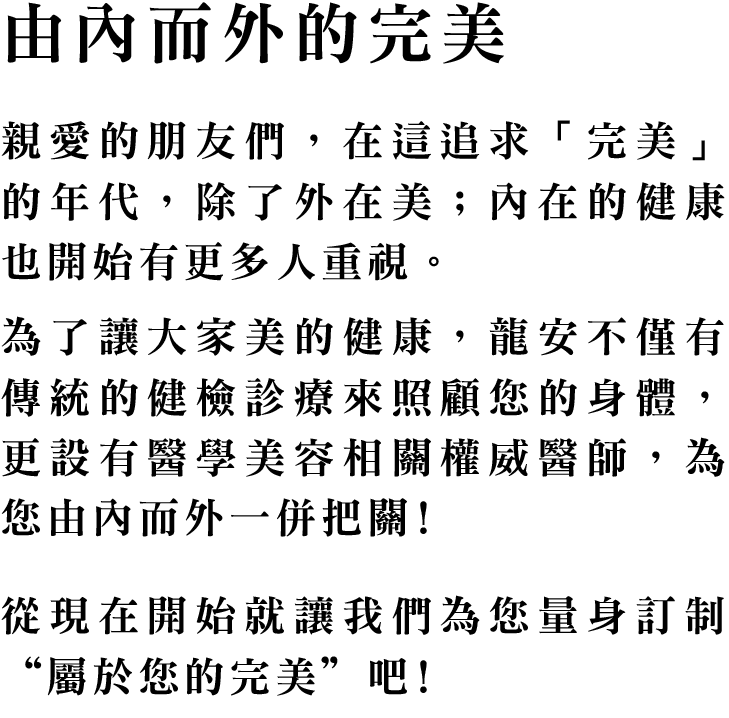 由內而外的完美
親愛的朋友們，在這追求「完美」
的年代，除了外在美；內在的健康
也開始有更多人重視。
為了讓大家美的健康，龍安不僅有
傳統的健檢診療來照顧您的身體，
更設有醫學美容相關權威醫師，為
您由內而外一併把關！
從現在開始就讓我們為您量身訂制
“屬於您的完美”吧！